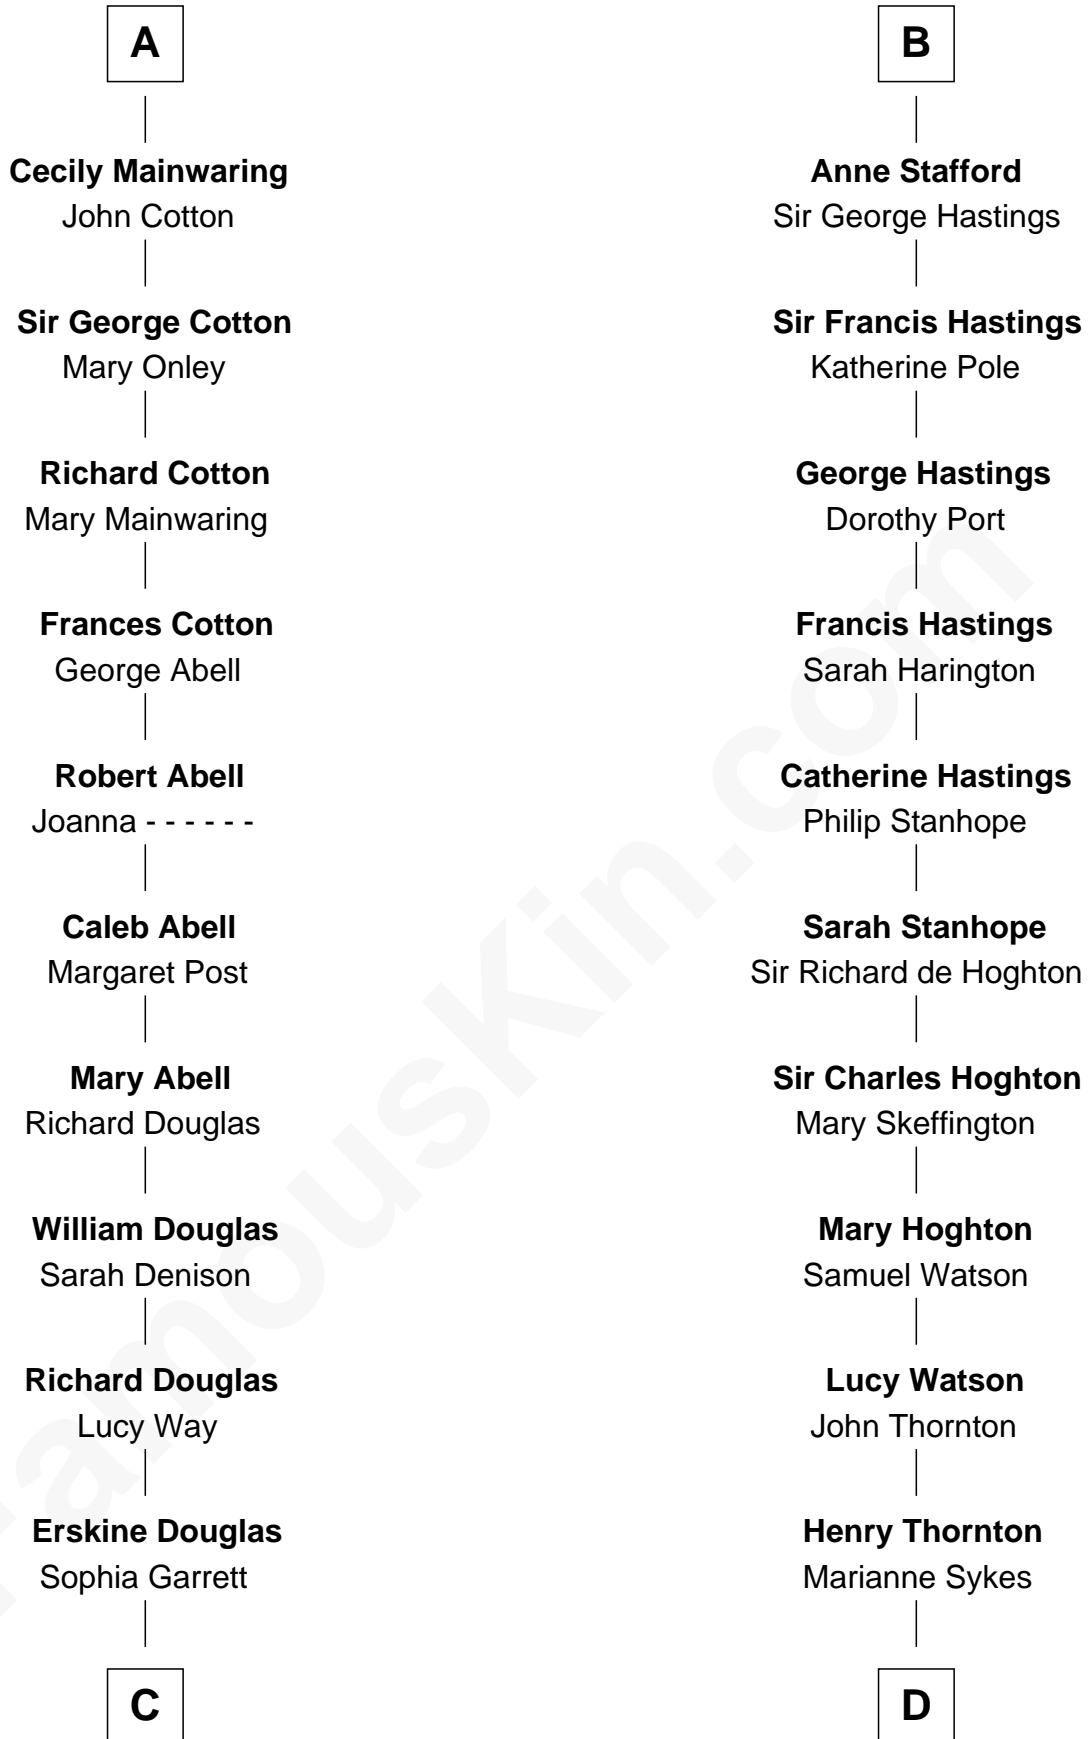 A
Cecily Mainwaring
John Cotton
Sir George Cotton
Mary Onley
Richard Cotton
Mary Mainwaring
Frances Cotton
George Abell
Robert Abell
Joanna - - - - - -
Caleb Abell
Margaret Post
Mary Abell
Richard Douglas
William Douglas
Sarah Denison
Richard Douglas
Lucy Way
Erskine Douglas
Sophia Garrett
C
B
Anne Stafford
Sir George Hastings
Sir Francis Hastings
Katherine Pole
George Hastings
Dorothy Port
Francis Hastings
Sarah Harington
Catherine Hastings
Philip Stanhope
Sarah Stanhope
Sir Richard de Hoghton
Sir Charles Hoghton
Mary Skeffington
Mary Hoghton
Samuel Watson
Lucy Watson
John Thornton
Henry Thornton
Marianne Sykes
D
FamousKin.com